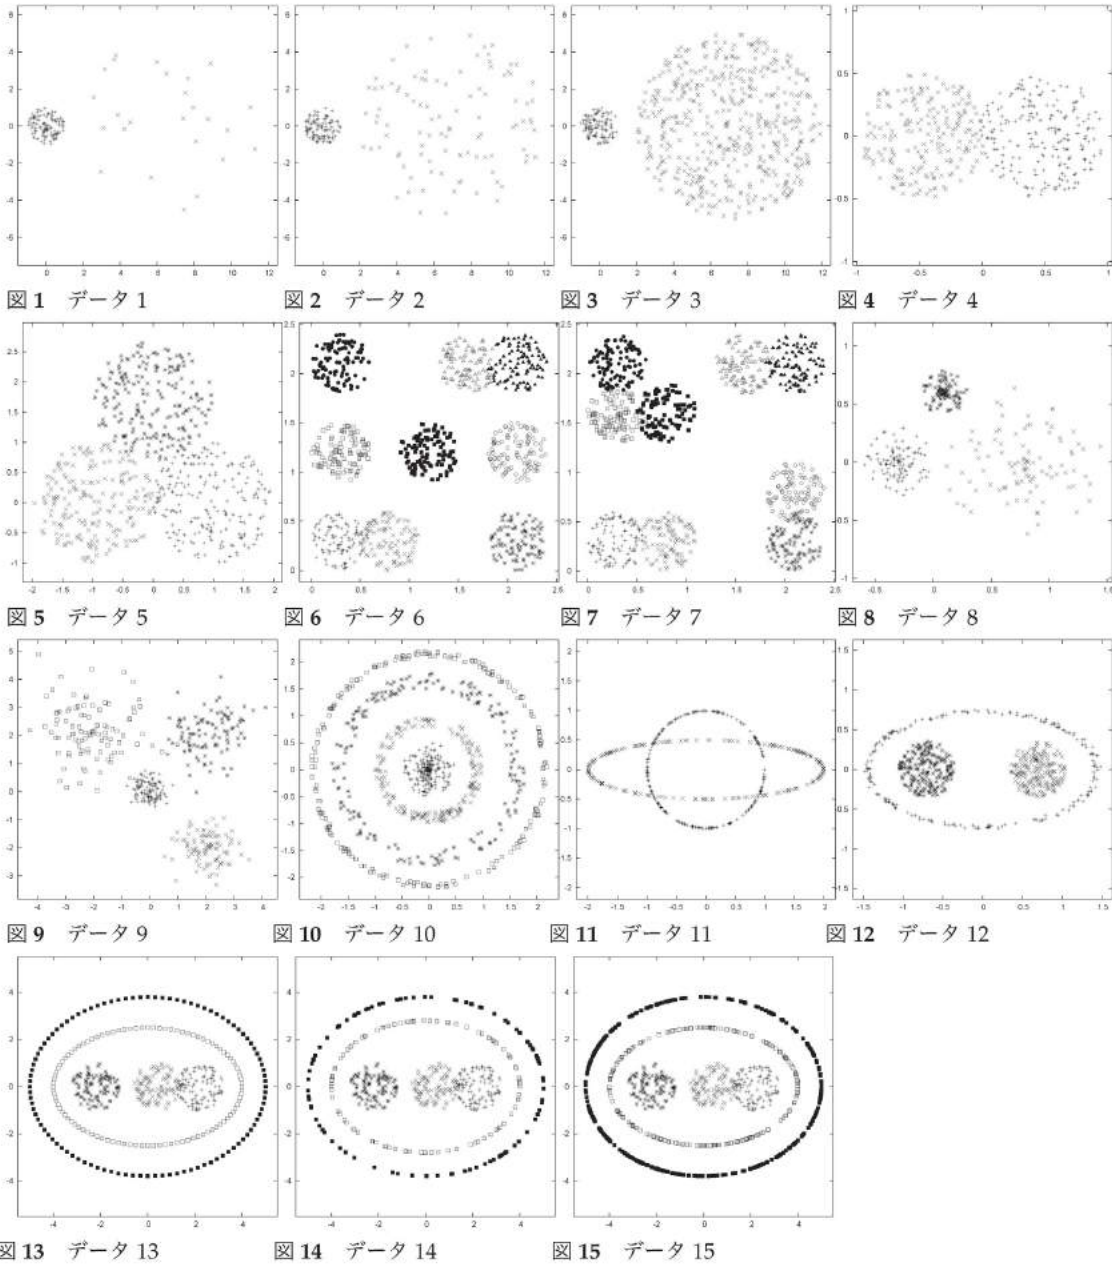 図 1 データ 1
図 2 データ 2
図 3 データ 3
図 4 データ 4
図 5 データ 5
図 6 データ 6
図 7 データ 7
図 8 データ 8
図 9 データ 9
図 10 データ 10
図 11 データ 11
図 12 データ 12
図 13 データ 13
図 14 データ 14
図 15 データ 15